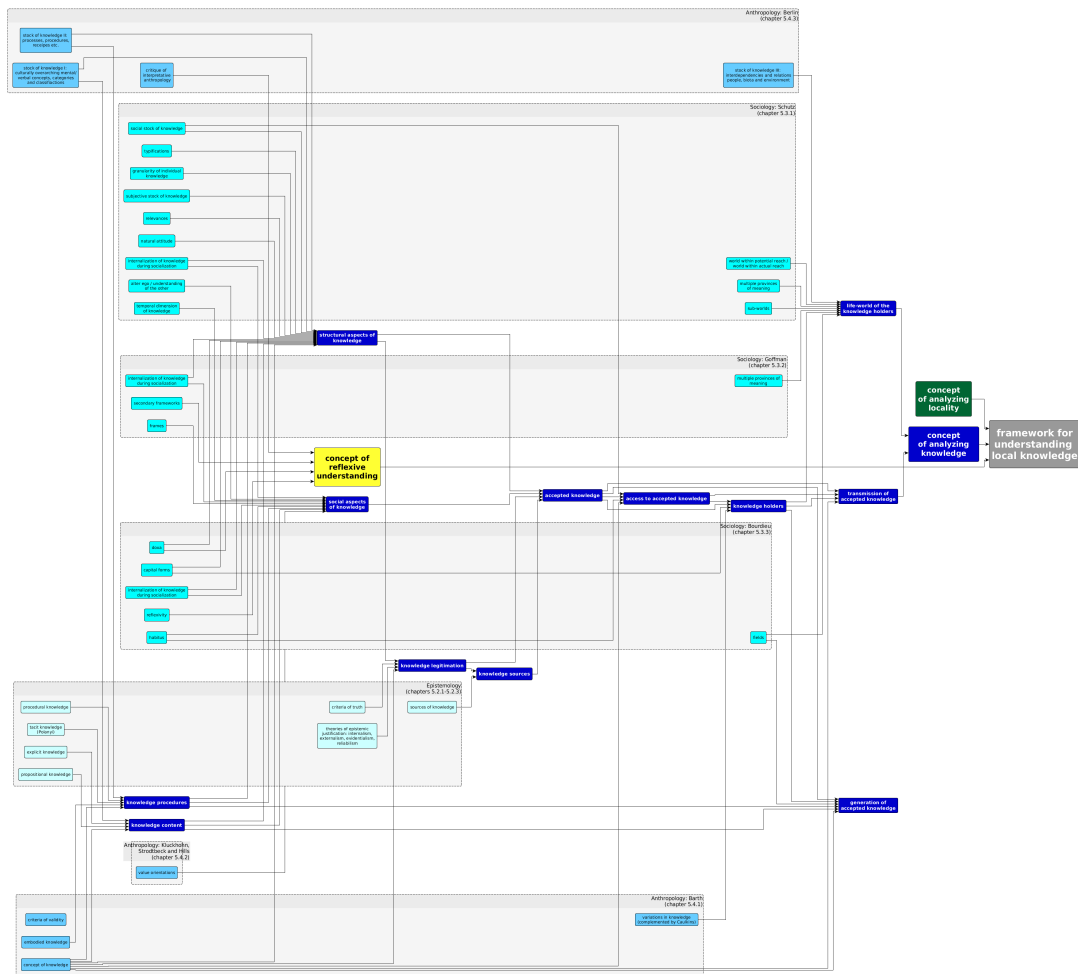 Anthropology: Berlin
(chapter 5.4.3)
stock of knowledge II:
processes, procedures,
receipes etc.
stock of knowledge I:
culturally overarching mental/
verbal concepts, categories
and classifications
critique of
interpretative
anthropology
stock of knowledge III:
interdependencies and relations
people, biota and environment
Sociology: Schutz
(chapter 5.3.1)
social stock of knowledge
typifications
granularity of individual
knowledge
subjective stock of knowledge
relevances
natural attitude
internalization of knowledge
during socialisation
alter ego / understanding
of the other
temporal dimension
of knowledge
world within potential reach /
world within actual reach
multiple provinces
of meaning
sub-worlds
life-world of the
knowledge holders
structural aspects of
knowledge
Sociology: Goffman
(chapter 5.3.2)
internalization of knowledge
during socialization
secondary frameworks
frames
multiple provinces of
meaning
concept
of analyzing
locality
concept
of analyzing
knowledge
framework for
understanding
local knowledge
concept of
reflexive
understanding
social aspects
of knowledge
accepted knowledge
access to accepted knowledge
knowledge holders
transmission of
accepted knowledge
Sociology: Bourdieu
(chapter 5.3.3)
doxa
capital forms
internalization of knowledge
during socialisation
reflexivity
habitus
fields
knowledge legitimation
knowledge sources
Epistemology
(chapters 5.2.1-5.2.3)
procedural knowledge
tacit knowledge
(Polanyi)
explicit knowledge
propositional knowledge
criteria of truth
sources of knowledge
theories of epistemic
justification: internalism,
externalism, evidentialism,
reliabilism
knowledge procedures
knowledge content
generation of
accepted knowledge
Anthropology: Kluckhohn,
Strodtbeck and Hills
(chapter 5.4.2)
value orientations
Anthropology: Barth
(chapter 5.4.1)
criteria of validity
embodied knowledge
concept of knowledge
variations in knowledge
(complemented by Caulkins)